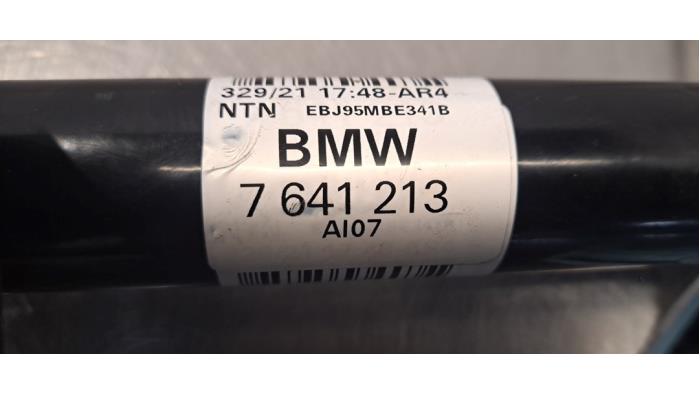 329/21 17:48-AR4
NTN EBJ95MBE341B
BMW
7 641 213
AI07